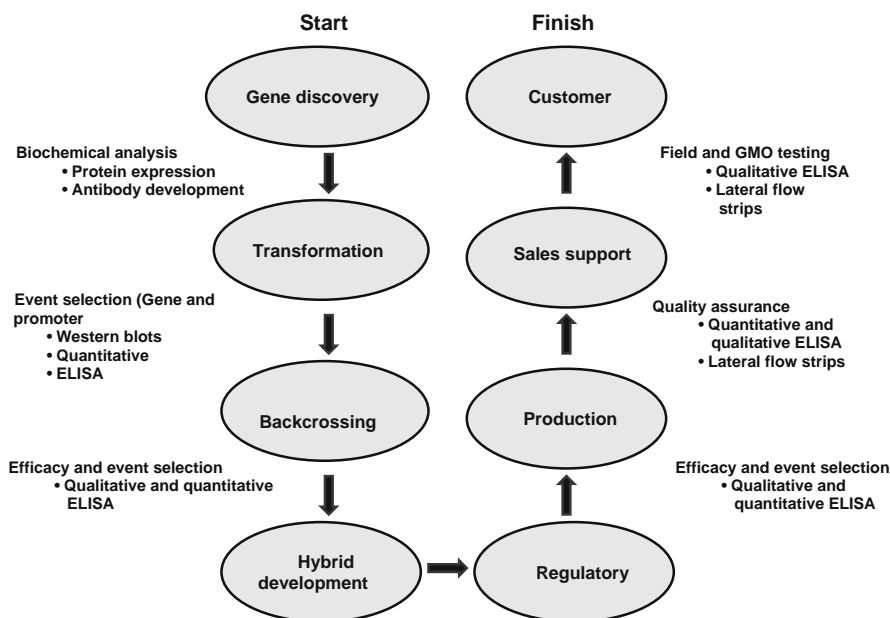 Start
Finish
Gene discovery
Customer
Biochemical analysis
• Protein expression
• Antibody development
Field and GMO testing
• Qualitative ELISA
• Lateral flow
strips
Transformation
Sales support
Event selection (Gene and
promoter
• Western blots
• Quantitative
• ELISA
Quality assurance
• Quantitative and
qualitative ELISA
• Lateral flow strips
Backcrossing
Production
Efficacy and event selection
• Qualitative and quantitative
ELISA
Efficacy and event selection
• Qualitative and
quantitative ELISA
Hybrid
development
Regulatory